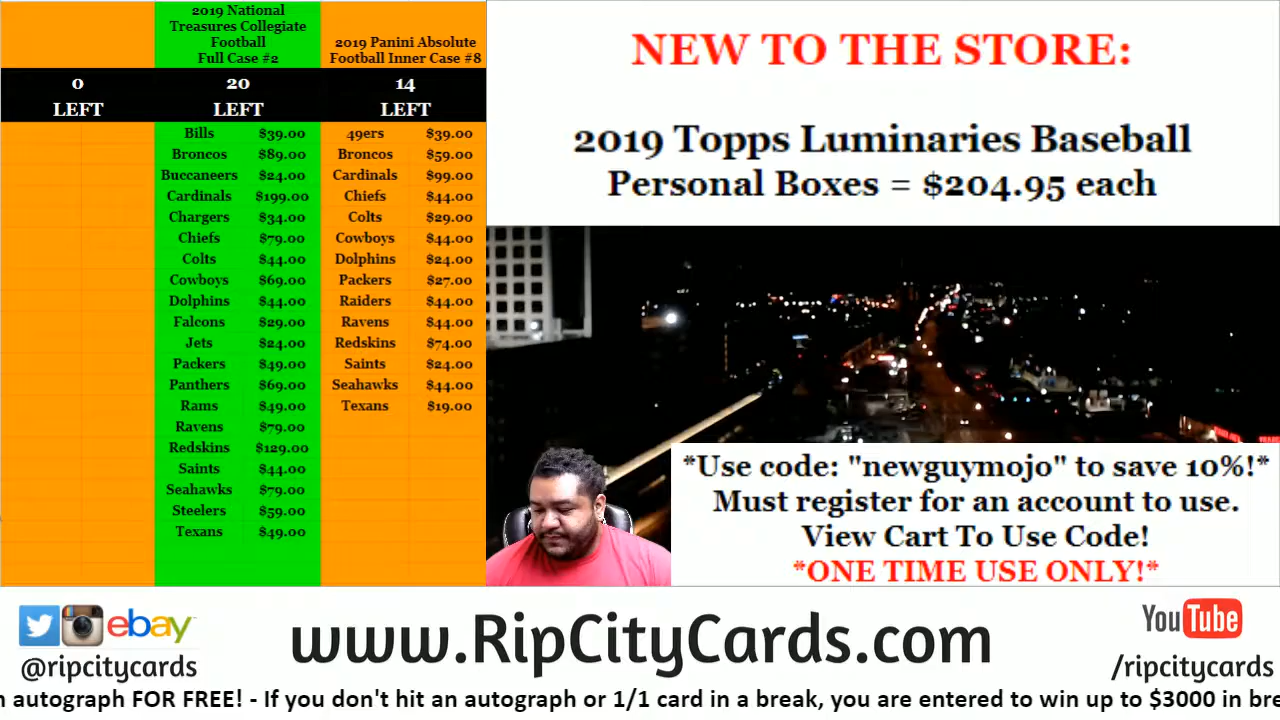 0
LEFT
2019 National
Treasures Collegiate
Football
Full Case #2
20
LEFT
Bills $39.00
Broncos $89.00
Buccaneers $24.00
Cardinals $199.00
Chargers $34.00
Chiefs $79.00
Colts $44.00
Cowboys $69.00
Dolphins $44.00
Falcons $29.00
Jets $24.00
Packers $49.00
Panthers $69.00
Rams $49.00
Ravens $79.00
Redskins $129.00
Saints $44.00
Seahawks $79.00
Steelers $59.00
Texans $49.00
2019 Panini Absolute
Football Inner Case #8
14
LEFT
49ers $39.00
Broncos $59.00
Cardinals $99.00
Chiefs $44.00
Colts $29.00
Cowboys $44.00
Dolphins $24.00
Packers $27.00
Raiders $44.00
Ravens $44.00
Redskins $74.00
Saints $24.00
Seahawks $44.00
Texans $19.00
NEW TO THE STORE:
2019 Topps Luminaries Baseball
Personal Boxes = $204.95 each
*Use code: "newguymojo" to save 10%!*
Must register for an account to use.
View Cart To Use Code!
*ONE TIME USE ONLY!*
ebay
@ripcitycards
www.RipCityCards.com
YouTube
/ripcitycards
n autograph FOR FREE! - If you don't hit an autograph or 1/1 card in a break, you are entered to win up to $3000 in bre